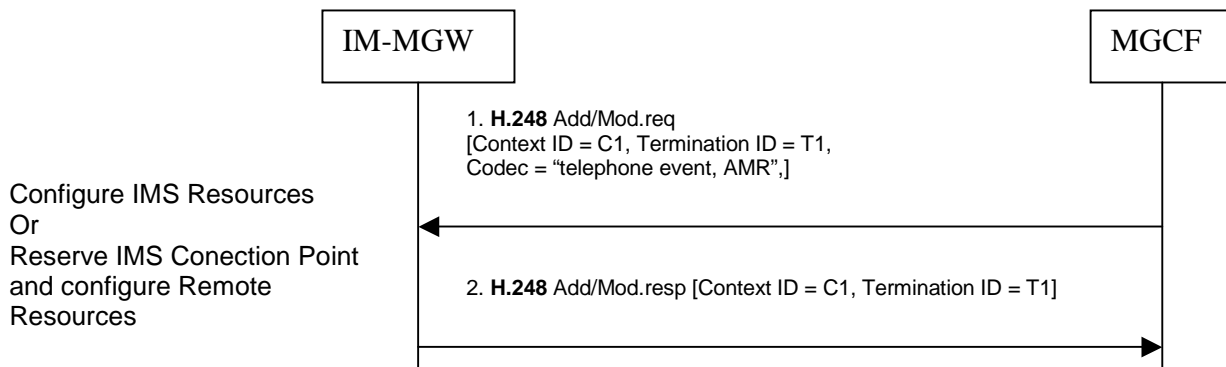 IM-MGW
MGCF
1. H.248 Add/Mod.req
[Context ID = C1, Termination ID = T1,
Codec = “telephone event, AMR”,]
Configure IMS Resources
Or
Reserve IMS Conection Point
and configure Remote
Resources
2. H.248 Add/Mod.resp [Context ID = C1, Termination ID = T1]